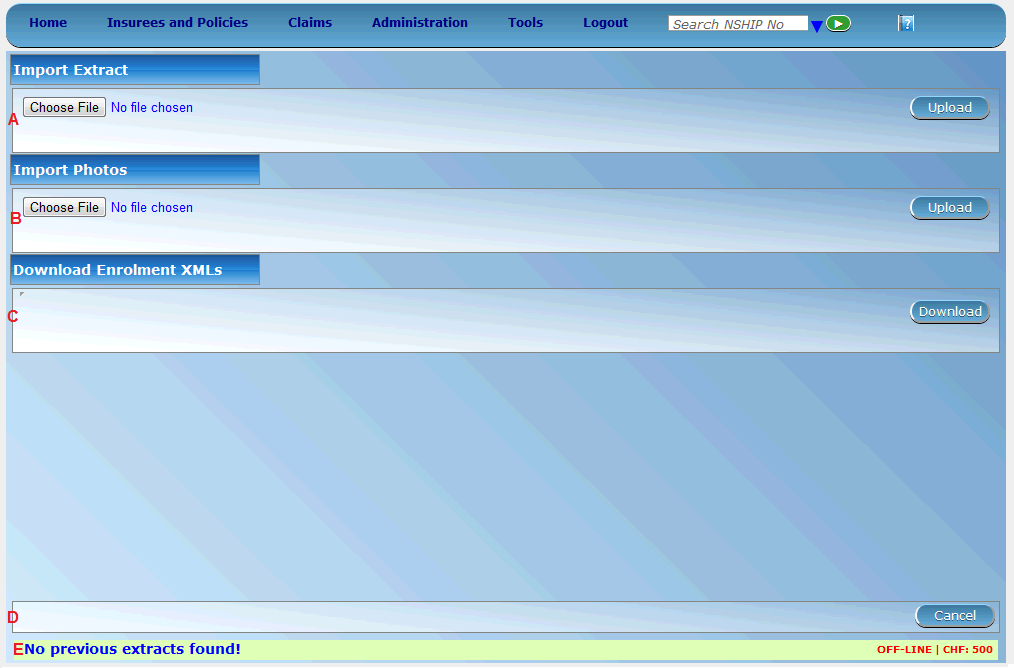 Home Insurees and Policies Claims Administration Tools Logout Search NSHIP No ?
Import Extract
A Choose File No file chosen Upload
Import Photos
B Choose File No file chosen Upload
Download Enrolment XMLs
C Download
D Cancel
E No previous extracts found! OFF-LINE | CHF: 500